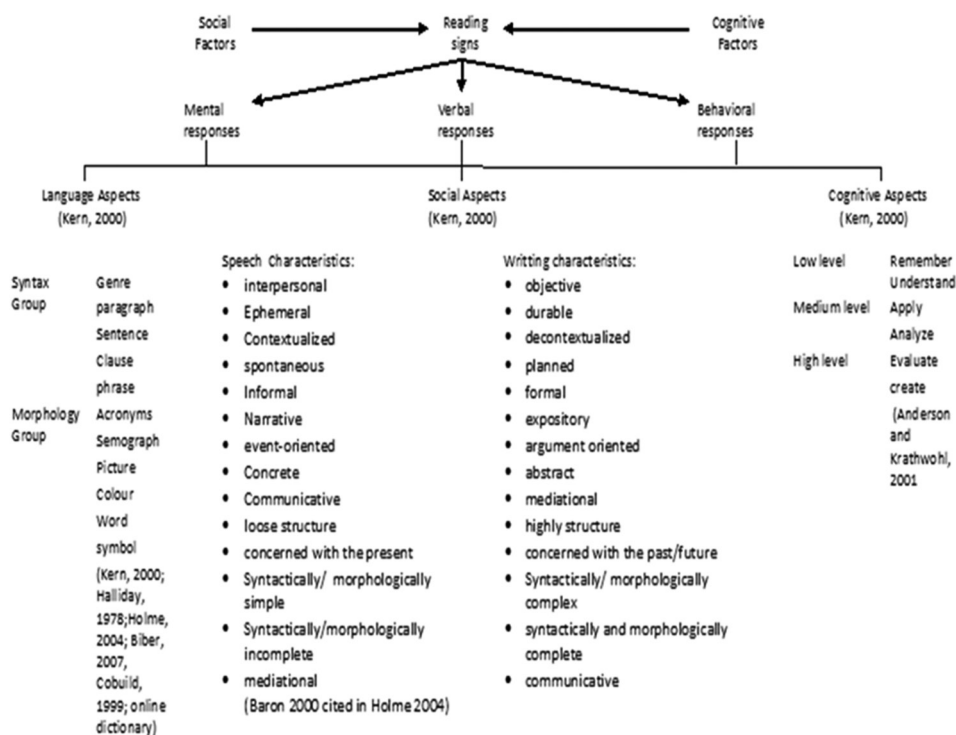 Social
Factors
Reading
signs
Cognitive
Factors
Mental
responses
Verbal
responses
Behavioral
responses
Language Aspects
(Kern, 2000)
Social Aspects
(Kern, 2000)
Cognitive Aspects
(Kern, 2000)
Syntax
Group
Genre
paragraph
Sentence
Clause
phrase
Morphology
Group
Acronyms
Semograph
Picture
Colour
Word
symbol
(Kern, 2000;
Halliday,
1978;Holme,
2004; Biber,
2007,
Cobuild,
1999; online
dictionary)
Speech Characteristics:
• interpersonal
• Ephemeral
• Contextualized
• spontaneous
• Informal
• Narrative
• event-oriented
• Concrete
• Communicative
• loose structure
• concerned with the present
• Syntactically/ morphologically
simple
• Syntactically/morphologically
incomplete
• mediational
(Baron 2000 cited in Holme 2004)
Writting characteristics:
• objective
• durable
• decontextualized
• planned
• formal
• expository
• argument oriented
• abstract
• mediational
• highly structure
• concerned with the past/future
• Syntactically/ morphologically
complex
• syntactically and morphologically
complete
• communicative
Low level
Remember
Understand
Medium level
Apply
Analyze
High level
Evaluate
create
(Anderson
and
Krathwohl,
2001